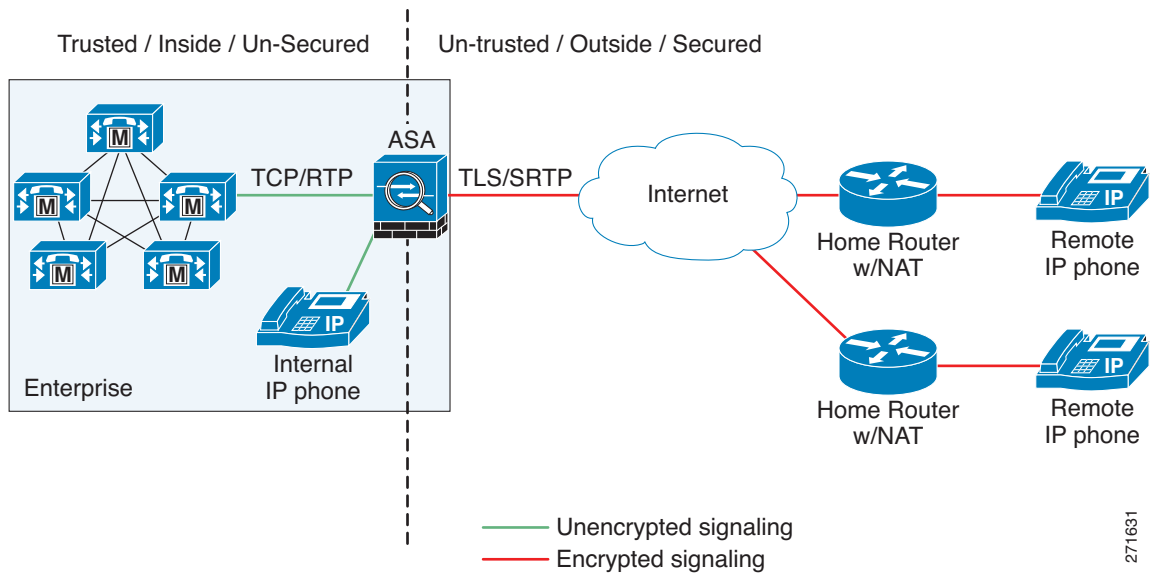 Trusted / Inside / Un-Secured
Un-trusted / Outside / Secured
M
M
M
M
M
TCP/RTP
ASA
TLS/SRTP
Internet
IP
Internal
IP phone
Enterprise
Home Router
w/NAT
IP
Remote
IP phone
Home Router
w/NAT
IP
Remote
IP phone
Unencrypted signaling
Encrypted signaling
271631